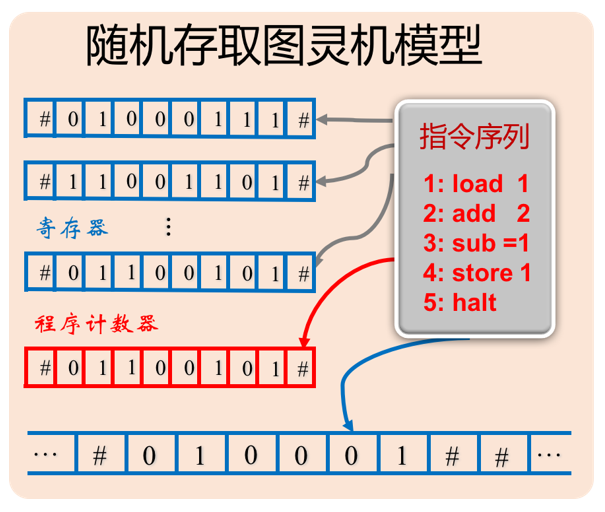 随机存取图灵机模型
# 0 1 0 0 0 1 1 1 #
# 1 1 0 0 1 1 0 1 #
寄存器 ⋮
# 0 1 1 0 0 1 0 1 #
程序计数器
# 0 1 1 0 0 1 0 1 #
指令序列
1: load 1
2: add 2
3: sub =1
4: store 1
5: halt
⋯ # 0 1 0 0 0 1 # # ⋯